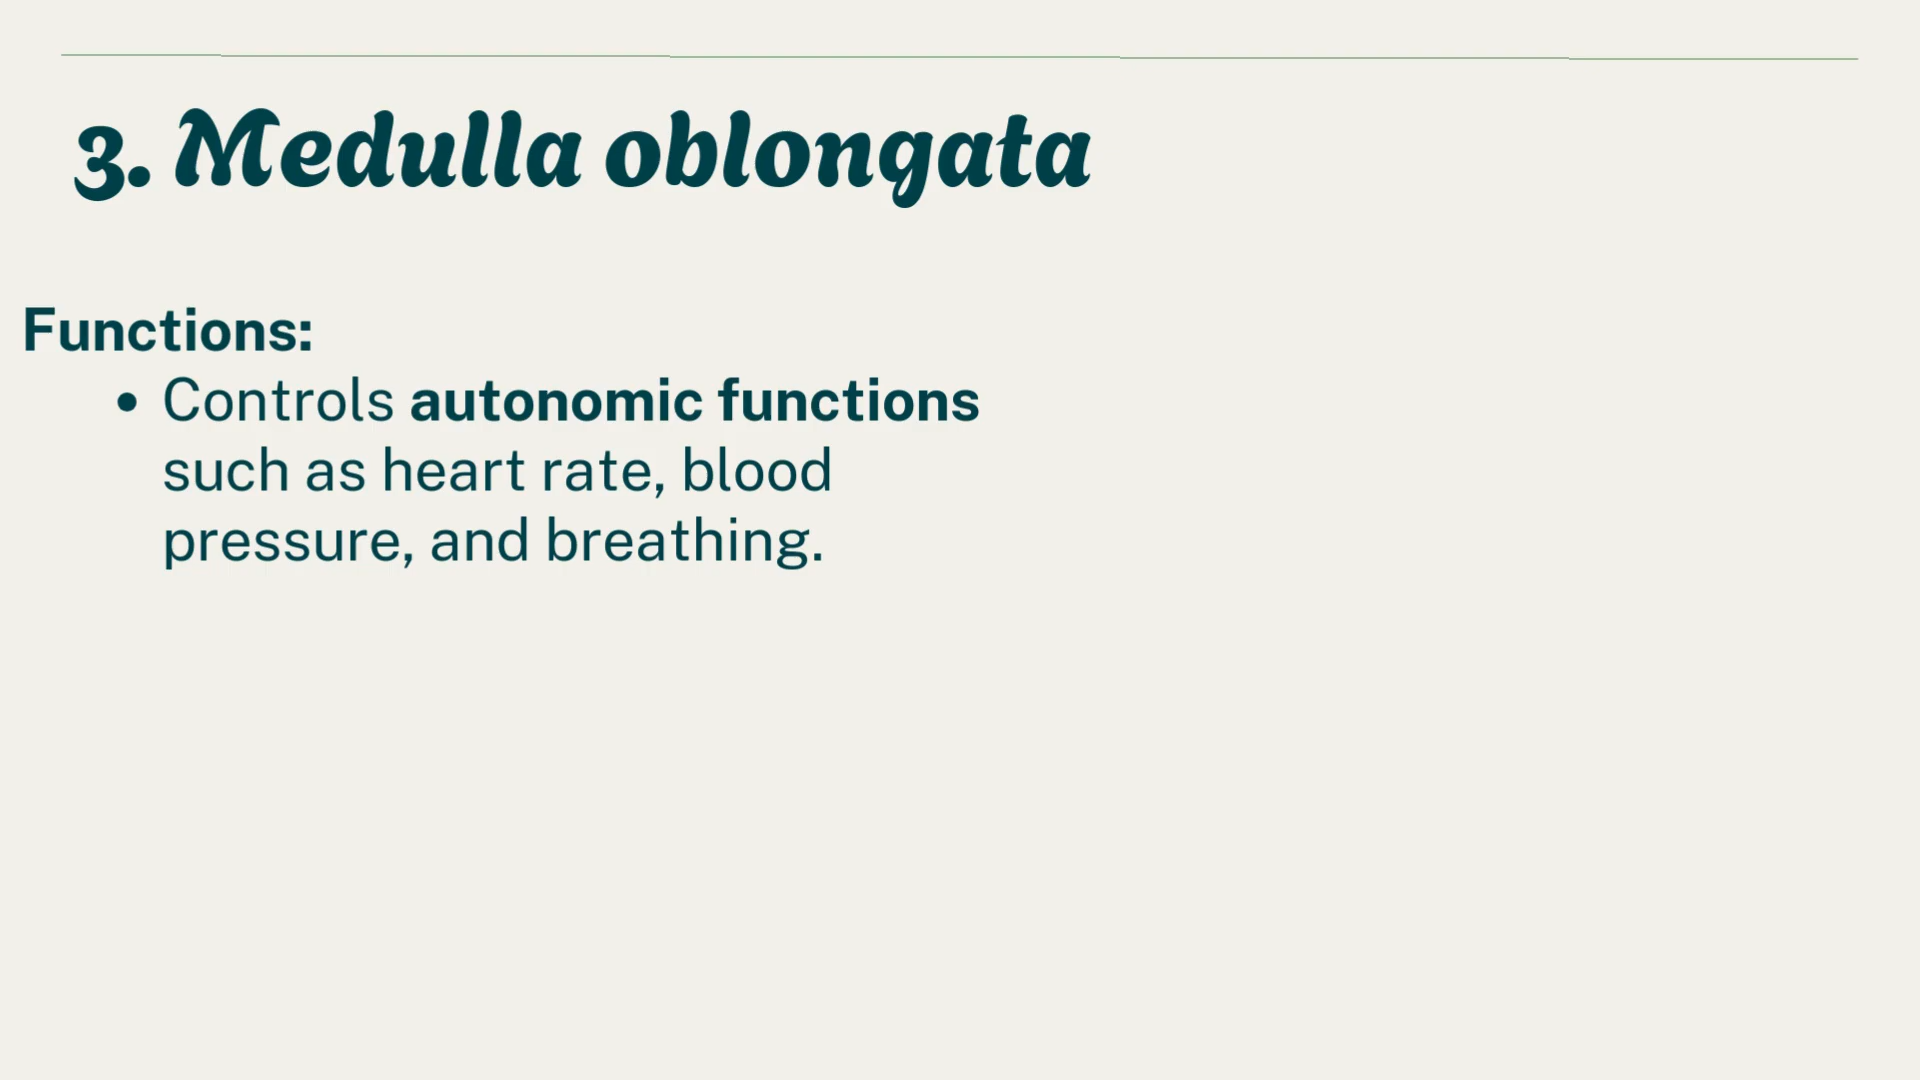 3. Medulla oblongata
Functions:
• Controls autonomic functions
such as heart rate, blood
pressure, and breathing.